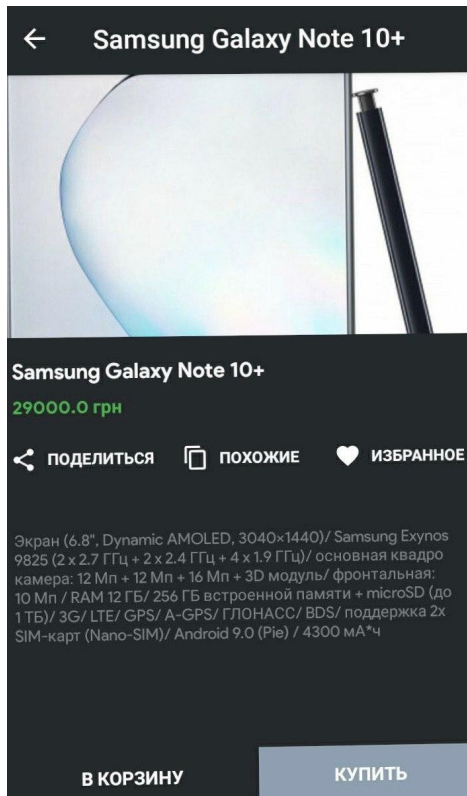 Samsung Galaxy Note 10+
Samsung Galaxy Note 10+
29000.0 грн
ПОДЕЛИТЬСЯ ПОХОЖИЕ ИЗБРАННОЕ
Экран (6.8", Dynamic AMOLED, 3040×1440)/ Samsung Exynos
9825 (2 x 2.7 ГГц + 2 x 2.4 ГГц + 4 x 1.9 ГГц)/ основная квадро
камера: 12 Мп + 12 Мп + 16 Мп + 3D модуль/ фронтальная:
10 Мп / RAM 12 ГБ/ 256 ГБ встроенной памяти + microSD (до
1 ТБ)/ 3G/ LTE/ GPS/ A-GPS/ ГЛОНАСС/ BDS/ поддержка 2х
SIM-карт (Nano-SIM)/ Android 9.0 (Pie) / 4300 мА*ч
В КОРЗИНУ КУПИТЬ